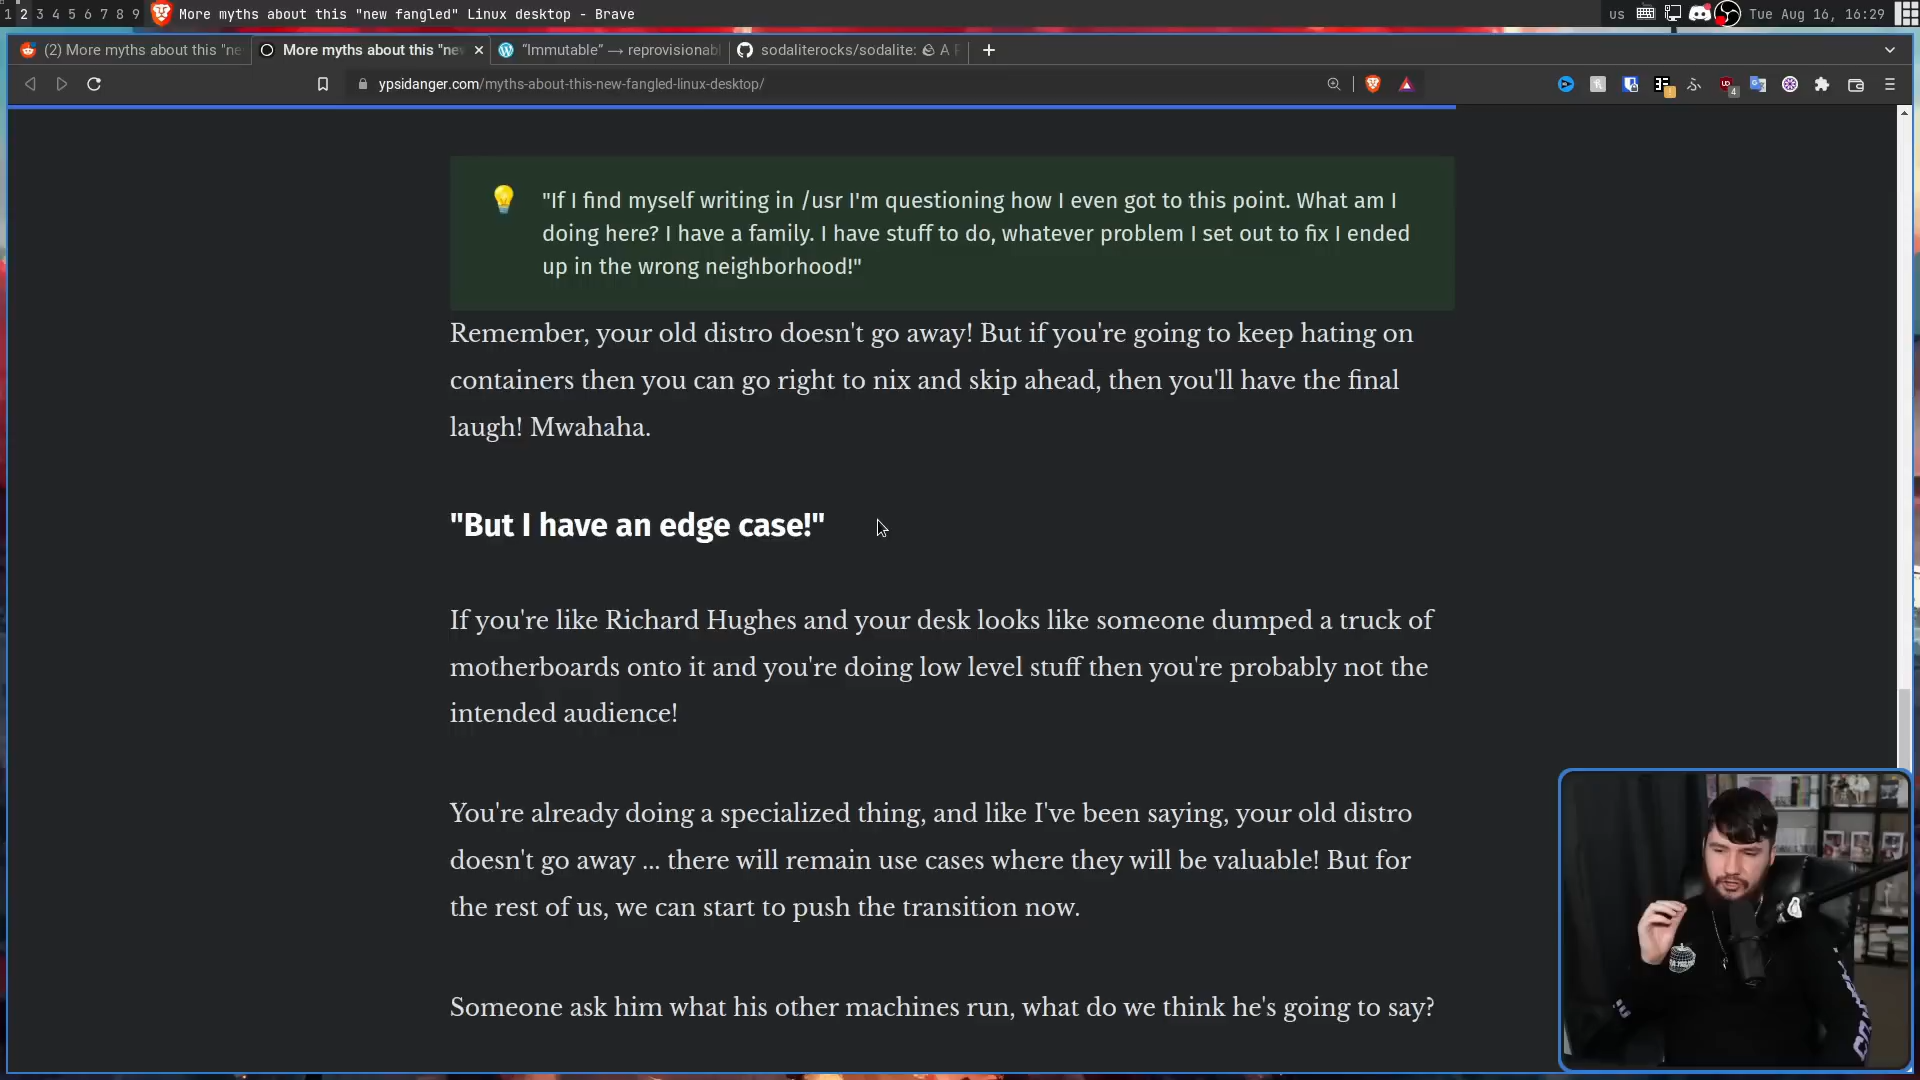 1 2 3 4 5 6 7 8 9 More myths about this "new fangled" Linux desktop - Brave us Tue Aug 16, 16:29
(2) More myths about this "ne More myths about this "ne “Immutable” → reprovisionab sodaliterocks/sodalite: A
ypsidanger.com/myths-about-this-new-fangled-linux-desktop/
"If I find myself writing in /usr I'm questioning how I even got to this point. What am I
doing here? I have a family. I have stuff to do, whatever problem I set out to fix I ended
up in the wrong neighborhood!"
Remember, your old distro doesn't go away! But if you're going to keep hating on
containers then you can go right to nix and skip ahead, then you'll have the final
laugh! Mwahaha.
"But I have an edge case!"
If you're like Richard Hughes and your desk looks like someone dumped a truck of
motherboards onto it and you're doing low level stuff then you're probably not the
intended audience!
You're already doing a specialized thing, and like I've been saying, your old distro
doesn't go away ... there will remain use cases where they will be valuable! But for
the rest of us, we can start to push the transition now.
Someone ask him what his other machines run, what do we think he's going to say?